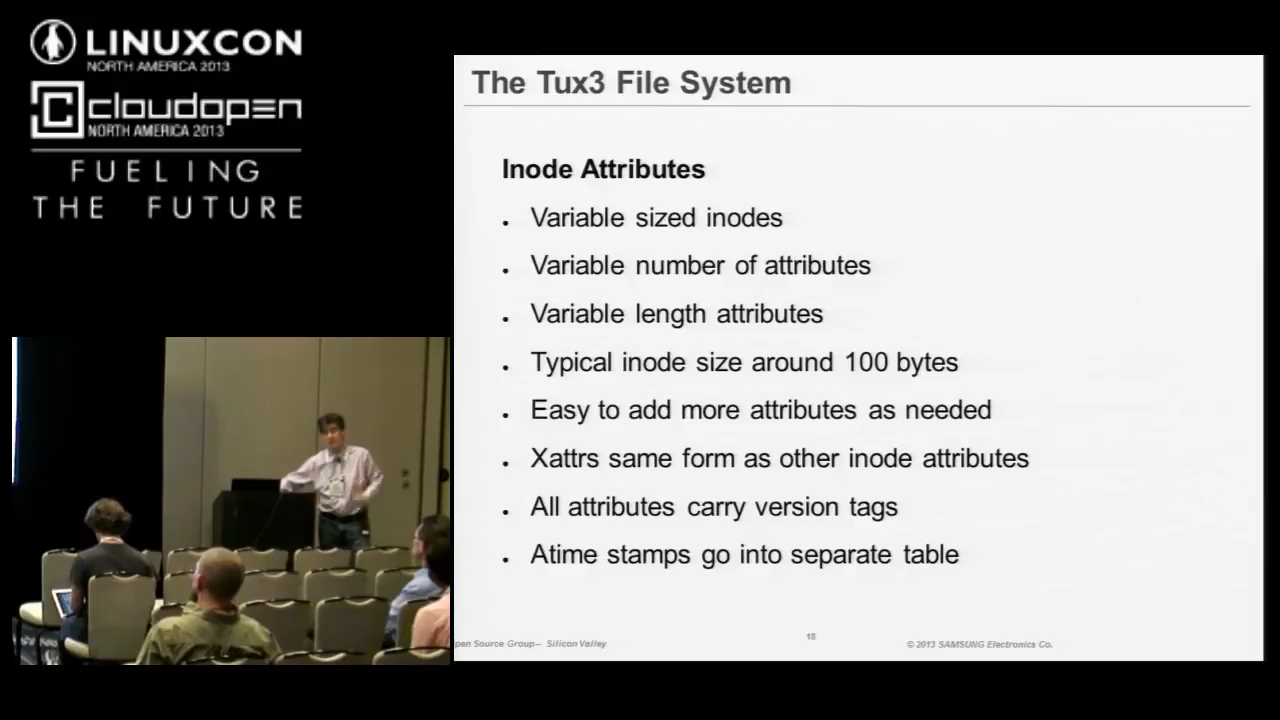 LINUXCON
NORTH AMERICA 2013
cloudopen
NORTH AMERICA 2013
FUELING
THE FUTURE
The Tux3 File System
Inode Attributes
• Variable sized inodes
• Variable number of attributes
• Variable length attributes
• Typical inode size around 100 bytes
• Easy to add more attributes as needed
• Xattrs same form as other inode attributes
• All attributes carry version tags
• Atime stamps go into separate table
pen Source Group– Silicon Valley
18
© 2013 SAMSUNG Electronics Co.